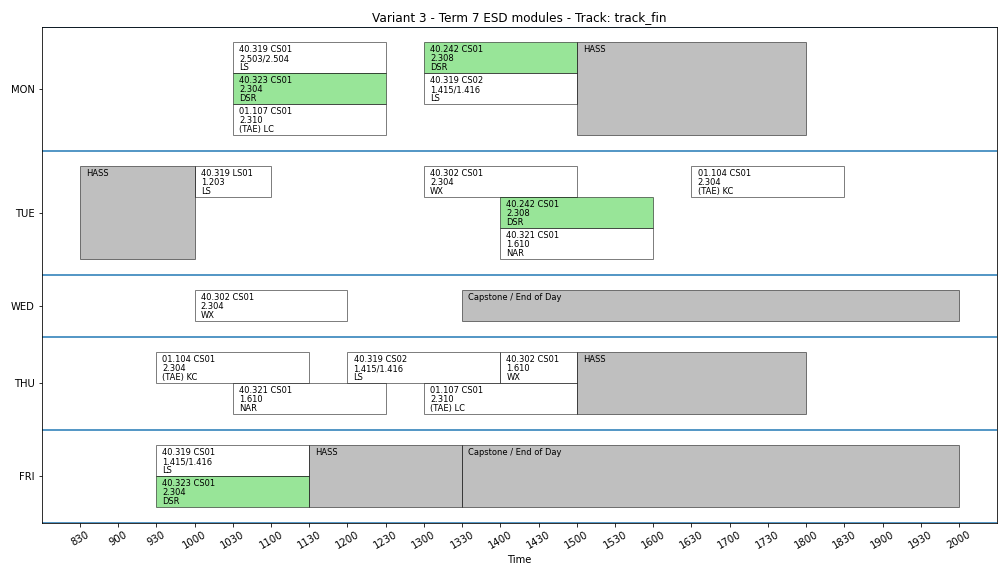 Variant 3 - Term 7 ESD modules - Track: track_fin
MON
40.319 CS01
2.503/2.504
LS
40.323 CS01
2.304
DSR
01.107 CS01
2.310
(TAE) LC
40.242 CS01
2.308
DSR
40.319 CS02
1.415/1.416
LS
HASS
TUE
HASS
40.319 LS01
1.203
LS
40.302 CS01
2.304
WX
40.242 CS01
2.308
DSR
40.321 CS01
1.610
NAR
01.104 CS01
2.304
(TAE) KC
WED
40.302 CS01
2.304
WX
Capstone / End of Day
THU
01.104 CS01
2.304
(TAE) KC
40.321 CS01
1.610
NAR
40.319 CS02
1.415/1.416
LS
01.107 CS01
2.310
(TAE) LC
40.302 CS01
1.610
WX
HASS
FRI
40.319 CS01
1.415/1.416
LS
40.323 CS01
2.304
DSR
HASS
Capstone / End of Day
830 900 930 1000 1030 1100 1130 1200 1230 1300 1330 1400 1430 1500 1600 1630 1700 1730 1800 1830 1900 1930 2000
Time